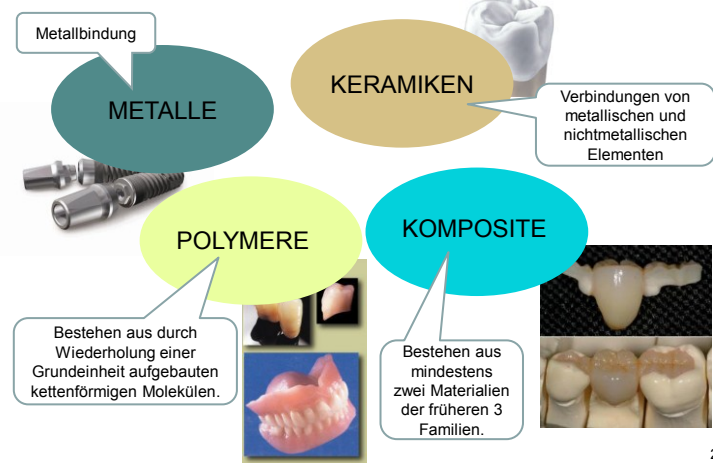 Metallbindung
METALLE
KERAMIKEN
Verbindungen von
metallischen und
nichtmetallischen
Elementen
POLYMERE
KOMPOSITE
Bestehen aus durch
Wiederholung einer
Grundeinheit aufgebauten
kettenförmigen Molekülen.
Bestehen aus
mindestens
zwei Materialien
der früheren 3
Familien.
2